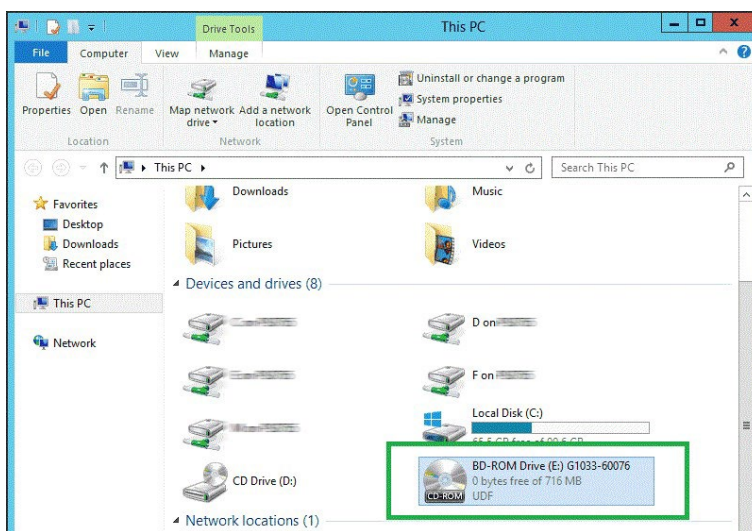 Drive Tools
This PC
File
Computer
View
Manage
Properties
Open
Rename
Map network drive
Add a network location
Open Control Panel
Uninstall or change a program
System properties
Manage
Location
Network
System
This PC
Search This PC
Favorites
Desktop
Downloads
Recent places
This PC
Network
Downloads
Music
Pictures
Videos
Devices and drives (8)
D on
F on
Local Disk (C:)
CD Drive (D:)
BD-ROM Drive (E:) G1033-60076
0 bytes free of 716 MB
UDF
CD-ROM
Network locations (1)